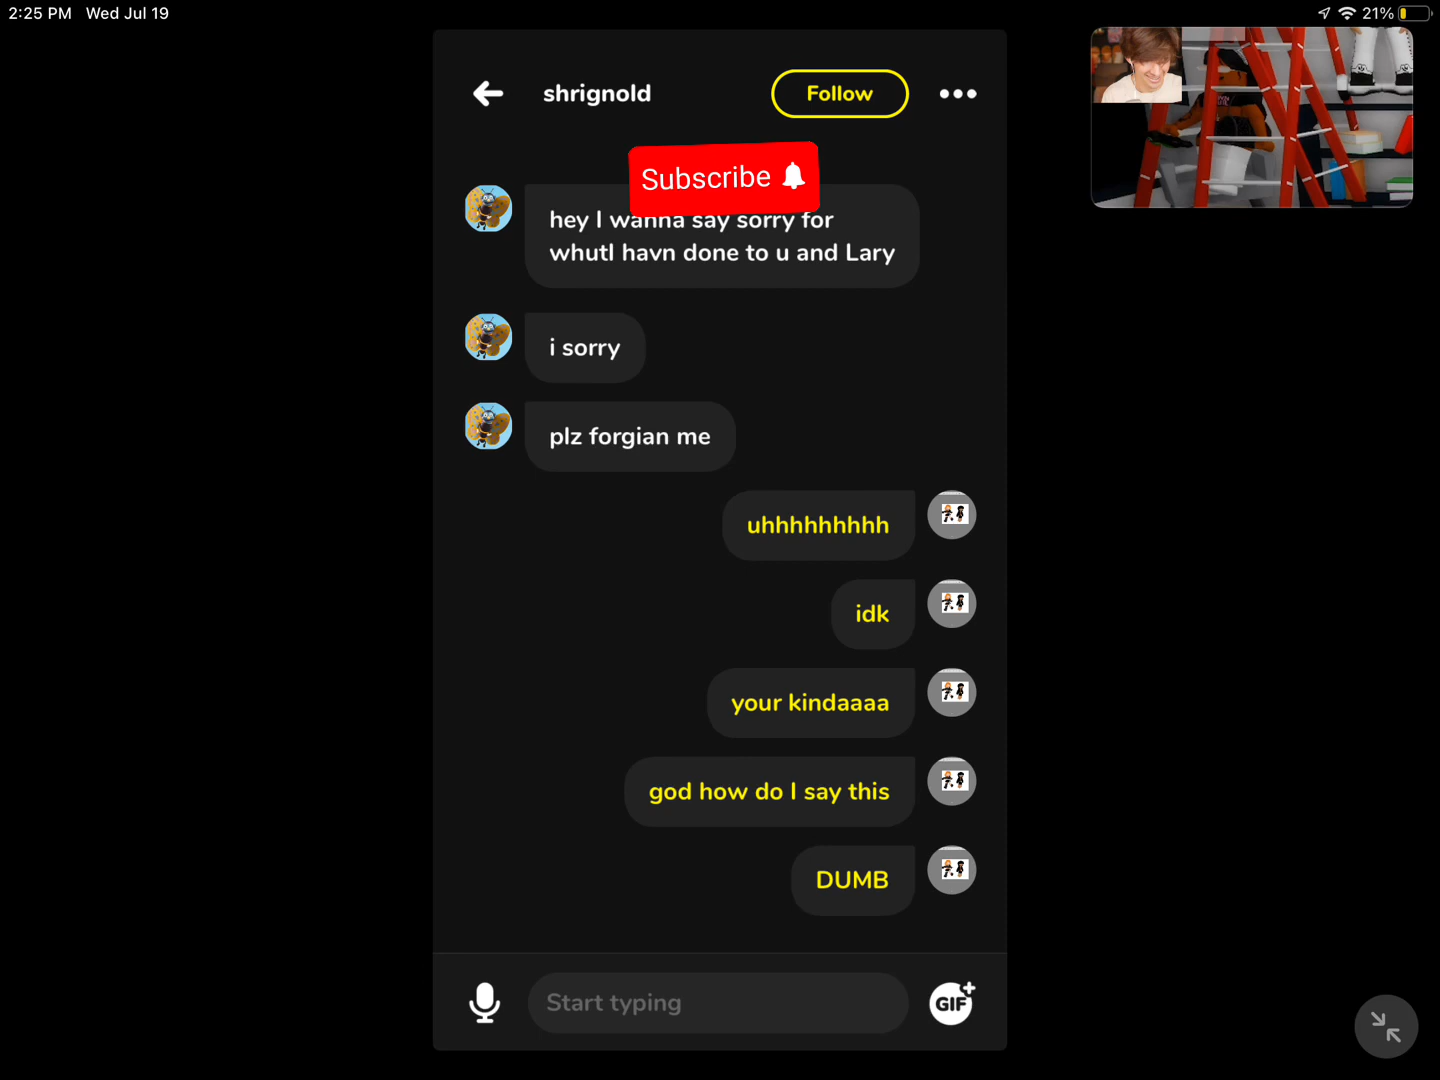 2:25 PM Wed Jul 19
21%
shrignold
Follow
Subscribe
hey I wanna say sorry for
whutI havn done to u and Lary
i sorry
plz forgian me
uhhhhhhhhh
idk
your kindaaaa
god how do I say this
DUMB
Start typing
GIF+